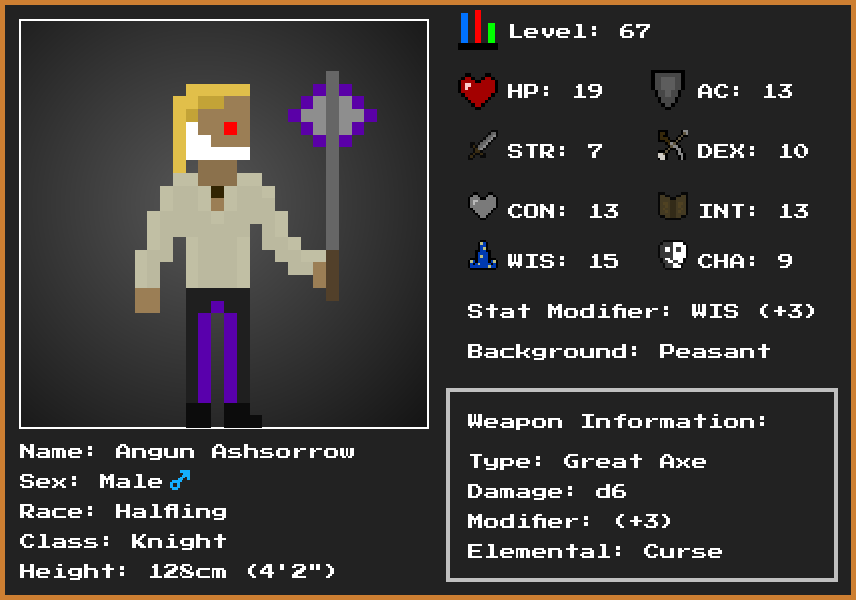 Level: 67
HP: 19
AC: 13
STR: 7
DEX: 10
CON: 13
INT: 13
WIS: 15
CHA: 9
Stat Modifier: WIS (+3)
Background: Peasant
Weapon Information:
Type: Great Axe
Damage: d6
Modifier: (+3)
Elemental: Curse
Name: Angun Ashsorrow
Sex: Male♂
Race: Halfling
Class: Knight
Height: 128cm (4'2")